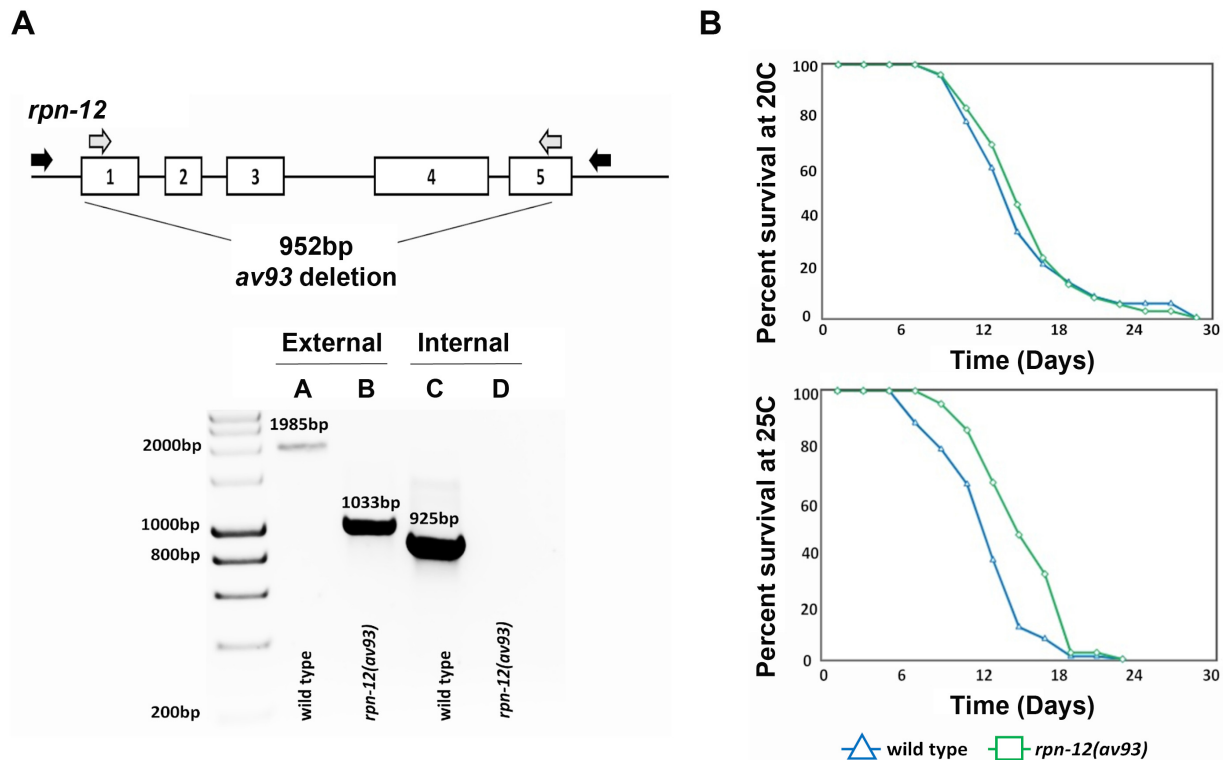 A
rpn-12
1 2 3 4 5
952bp
av93 deletion
External Internal
A B C D
1985bp
2000bp
1033bp
925bp
1000bp
800bp
200bp
wild type
rpn-12(av93)
wild type
rpn-12(av93)
B
Percent survival at 20C
100
80
60
40
20
0
0 6 12 18 24 30
Time (Days)
Percent survival at 25C
100
80
60
40
20
0
0 6 12 18 24 30
Time (Days)
wild type rpn-12(av93)